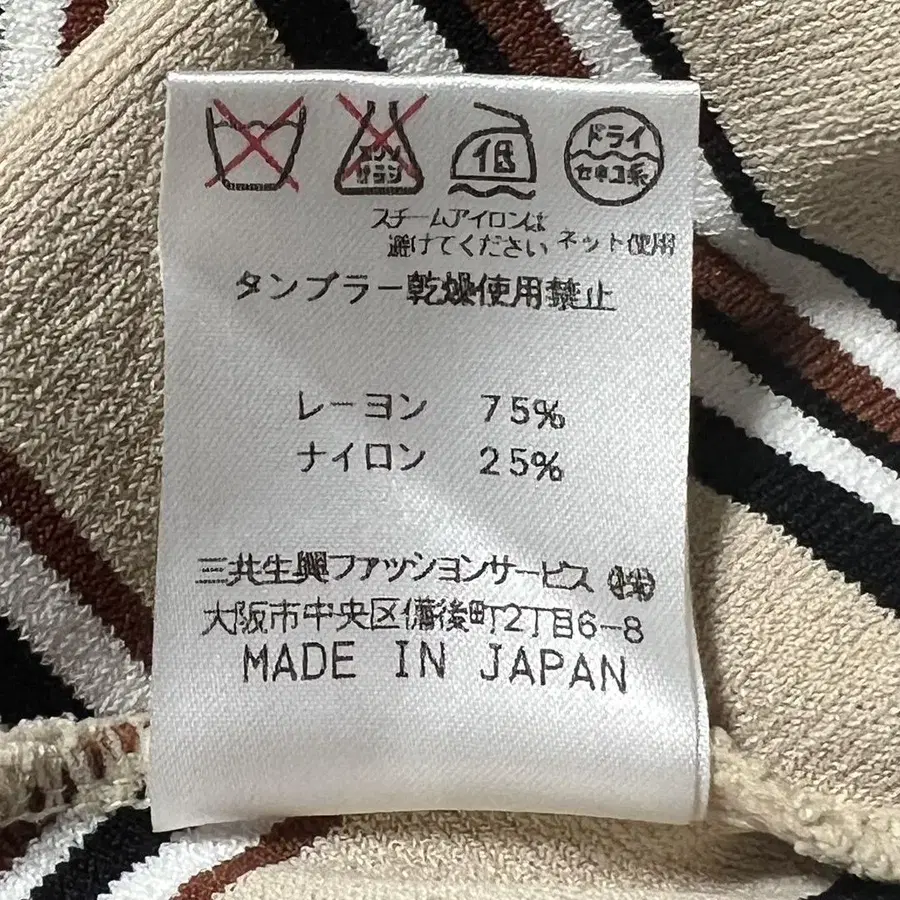 エンソ
サラシ
低
ドライ
セキユ系
スチームアイロンは
避けてください ネット使用
タンブラー乾燥使用禁止
レーヨン 75%
ナイロン 25%
三共生興ファッションサービス ㈱
大阪市中央区備後町2丁目6-8
MADE IN JAPAN